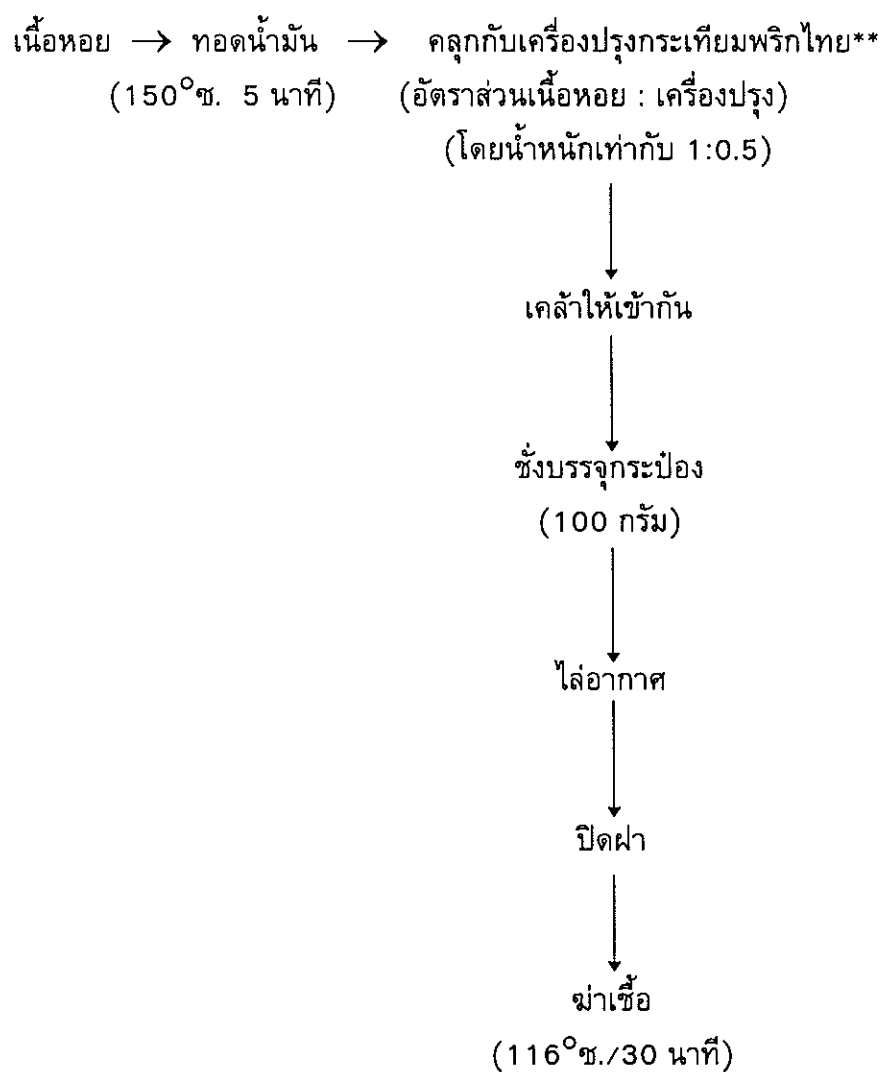 เนื้อหอย → ทอดน้ำมัน → คลุกกับเครื่องปรุงกระเทียมพริกไทย**
(150°ซ. 5 นาที) (อัตราส่วนเนื้อหอย : เครื่องปรุง)
(โดยน้ำหนักเท่ากับ 1:0.5)
เคล้าให้เข้ากัน
ชั่งบรรจุกระป๋อง
(100 กรัม)
ไล่อากาศ
ปิดฝา
ฆ่าเชื้อ
(116°ซ./30 นาที)